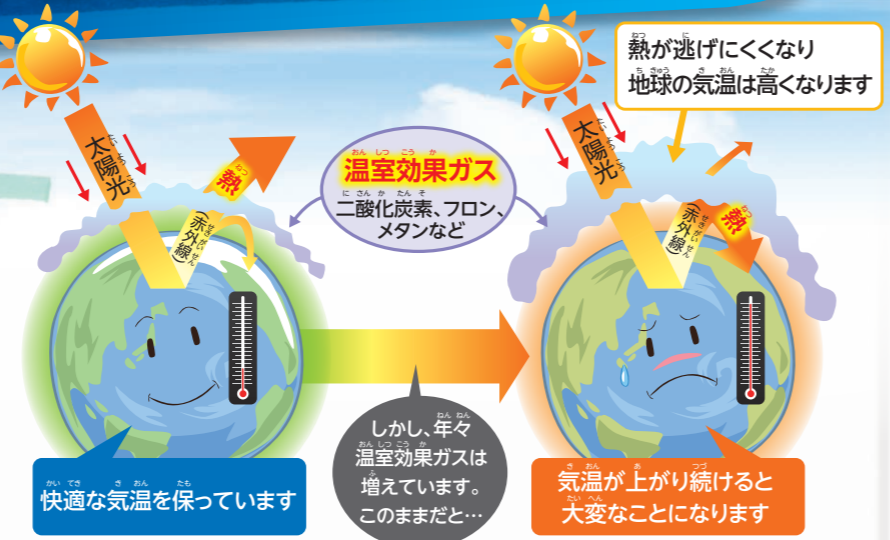 熱が逃げにくくなり
地球の気温は高くなります
太陽光
熱
(赤外線)
温室効果ガス
二酸化炭素、フロン、
メタンなど
太陽光
熱
(赤外線)
しかし、年々
温室効果ガスは
増えています。
このままだと…
快適な気温を保っています
気温が上がり続けると
大変なことになります